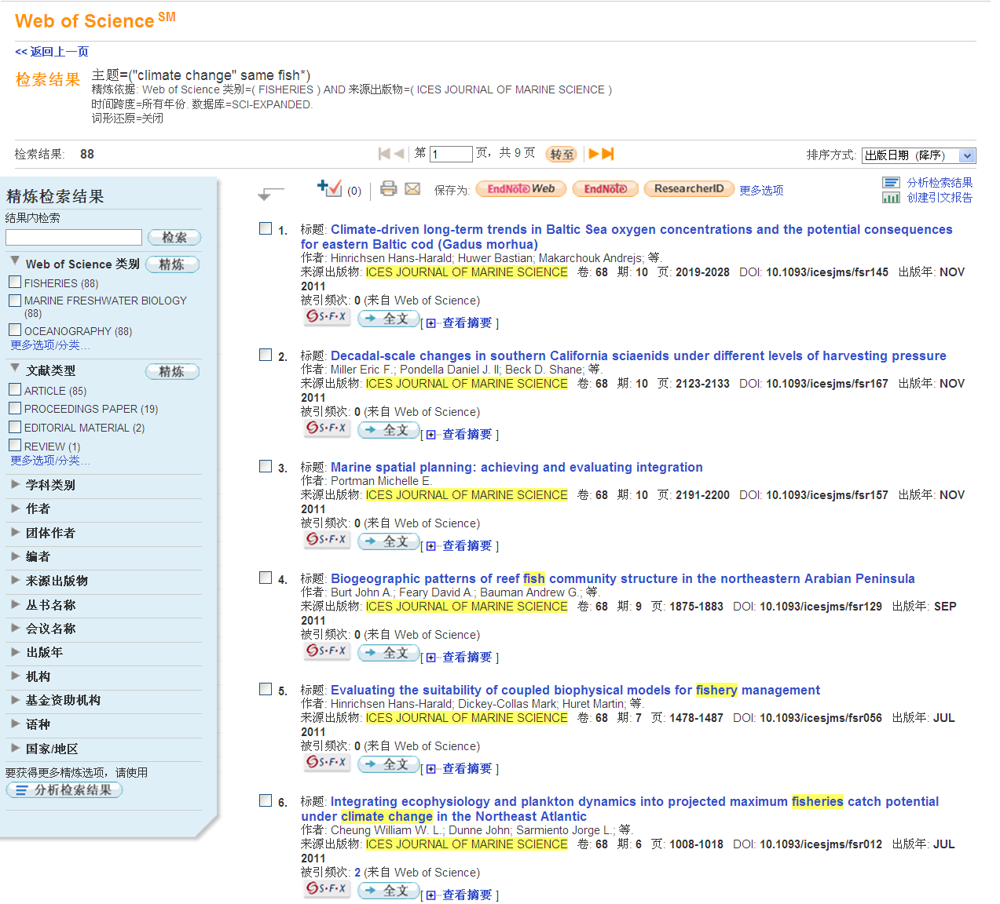 Web of Science SM
<< 返回上一页
检索结果 主题=("climate change" same fish*)
精炼依据: Web of Science 类别=( FISHERIES ) AND 来源出版物=( ICES JOURNAL OF MARINE SCIENCE )
时间跨度=所有年份. 数据库=SCI-EXPANDED.
词形还原=关闭
检索结果: 88 第 1 页，共 9 页 转至 排序方式: 出版日期 (降序)
精炼检索结果
结果内检索
检索
Web of Science 类别 精炼
FISHERIES (88)
MARINE FRESHWATER BIOLOGY
(88)
OCEANOGRAPHY (88)
更多选项/分类...
文献类型 精炼
ARTICLE (85)
PROCEEDINGS PAPER (19)
EDITORIAL MATERIAL (2)
REVIEW (1)
更多选项/分类...
学科类别
作者
团体作者
编者
来源出版物
丛书名称
会议名称
出版年
机构
基金资助机构
语种
国家/地区
要获得更多精炼选项，请使用
分析检索结果
(0) 保存为: EndNote Web EndNote ResearcherID 更多选项
分析检索结果
创建引文报告
1. 标题: Climate-driven long-term trends in Baltic Sea oxygen concentrations and the potential consequences
for eastern Baltic cod (Gadus morhua)
作者: Hinrichsen Hans-Harald; Huwer Bastian; Makarchouk Andrejs; 等.
来源出版物: ICES JOURNAL OF MARINE SCIENCE 卷: 68 期: 10 页: 2019-2028 DOI: 10.1093/icesjms/fsr145 出版年: NOV
2011
被引频次: 0 (来自 Web of Science)
S·F·X 全文 [ 查看摘要 ]
2. 标题: Decadal-scale changes in southern California sciaenids under different levels of harvesting pressure
作者: Miller Eric F.; Pondella Daniel J. II; Beck D. Shane; 等.
来源出版物: ICES JOURNAL OF MARINE SCIENCE 卷: 68 期: 10 页: 2123-2133 DOI: 10.1093/icesjms/fsr167 出版年: NOV
2011
被引频次: 0 (来自 Web of Science)
S·F·X 全文 [ 查看摘要 ]
3. 标题: Marine spatial planning: achieving and evaluating integration
作者: Portman Michelle E.
来源出版物: ICES JOURNAL OF MARINE SCIENCE 卷: 68 期: 10 页: 2191-2200 DOI: 10.1093/icesjms/fsr157 出版年: NOV
2011
被引频次: 0 (来自 Web of Science)
S·F·X 全文 [ 查看摘要 ]
4. 标题: Biogeographic patterns of reef fish community structure in the northeastern Arabian Peninsula
作者: Burt John A.; Feary David A.; Bauman Andrew G.; 等.
来源出版物: ICES JOURNAL OF MARINE SCIENCE 卷: 68 期: 9 页: 1875-1883 DOI: 10.1093/icesjms/fsr129 出版年: SEP
2011
被引频次: 0 (来自 Web of Science)
S·F·X 全文 [ 查看摘要 ]
5. 标题: Evaluating the suitability of coupled biophysical models for fishery management
作者: Hinrichsen Hans-Harald; Dickey-Collas Mark; Huret Martin; 等.
来源出版物: ICES JOURNAL OF MARINE SCIENCE 卷: 68 期: 7 页: 1478-1487 DOI: 10.1093/icesjms/fsr056 出版年: JUL
2011
被引频次: 0 (来自 Web of Science)
S·F·X 全文 [ 查看摘要 ]
6. 标题: Integrating ecophysiology and plankton dynamics into projected maximum fisheries catch potential
under climate change in the Northeast Atlantic
作者: Cheung William W. L.; Dunne John; Sarmiento Jorge L.; 等.
来源出版物: ICES JOURNAL OF MARINE SCIENCE 卷: 68 期: 6 页: 1008-1018 DOI: 10.1093/icesjms/fsr012 出版年: JUL
2011
被引频次: 2 (来自 Web of Science)
S·F·X 全文 [ 查看摘要 ]